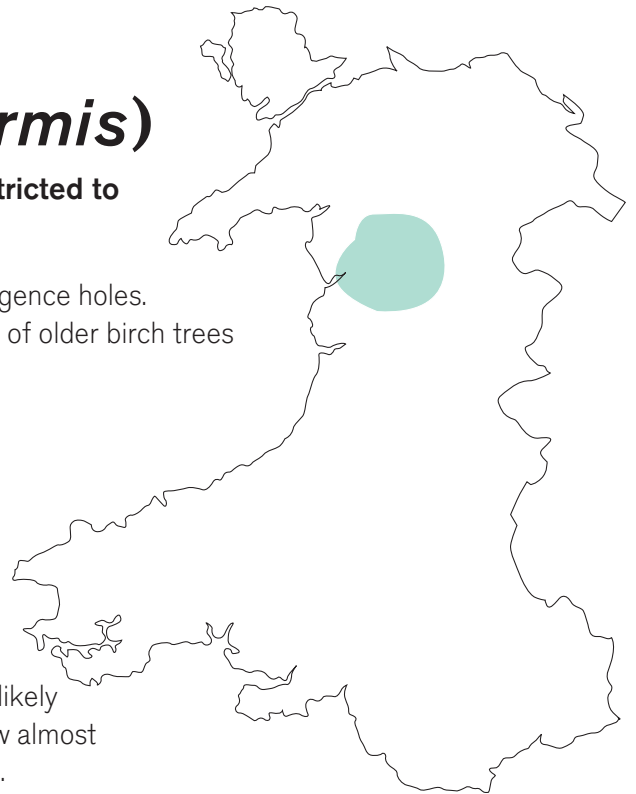 rmis)
tricted to
gence holes.
of older birch trees
likely
w almost
.